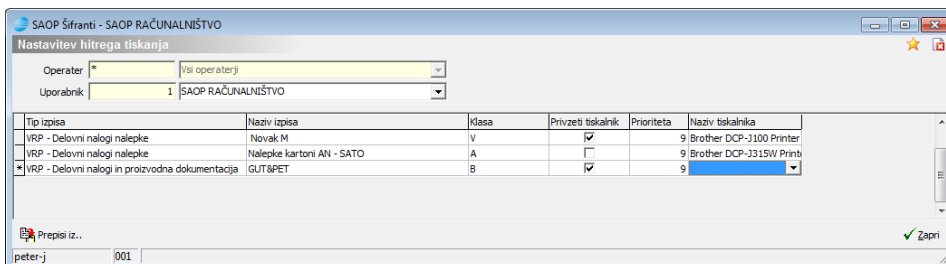 SAOP Šifranti - SAOP RAČUNALNIŠTVO
Nastavitev hitrega tiskanja
Operater * Vsi operaterji
Uporabnik 1 SAOP RAČUNALNIŠTVO
Tip izpisa Naziv izpisa Klasa Privzeti tiskalnik Prioriteta Naziv tiskalnika
VRP - Delovni nalogi nalepke Novak M V 9 Brother DCP-J100 Printer
VRP - Delovni nalogi nalepke Nalepke kartoni AN - SATO A 9 Brother DCP-J315W Print
* VRP - Delovni nalogi in proizvodna dokumentacija GUT&PET B 9
Prepisi iz..
Zapri
peter-j 001